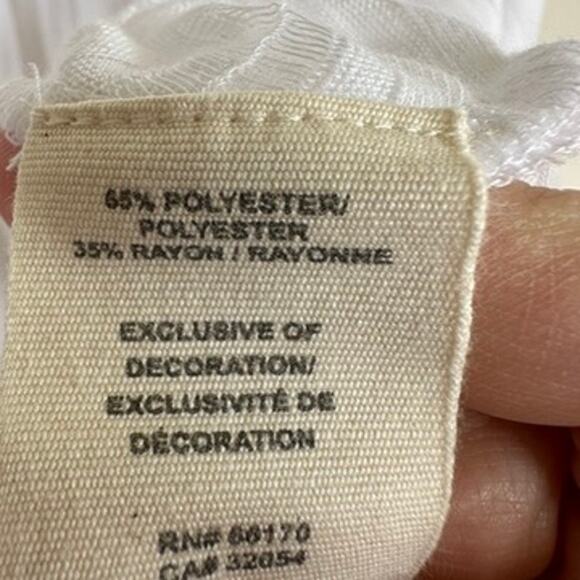 65% POLYESTER/
POLYESTER
35% RAYON / RAYONNE
EXCLUSIVE OF
DECORATION/
EXCLUSIVITÉ DE
DÉCORATION
RN# 66170
CA# 32054